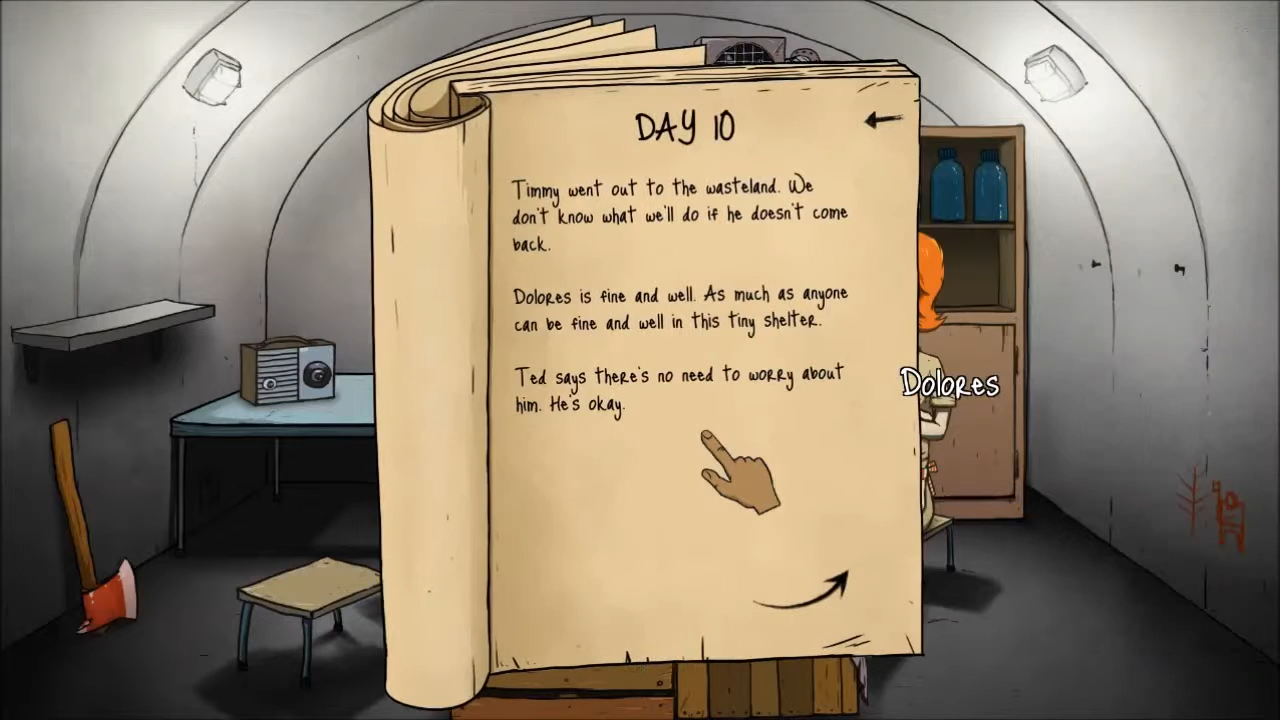 DAY 10
Timmy went out to the wasteland. We
don't know what we'll do if he doesn't come
back.
Dolores is fine and well. As much as anyone
can be fine and well in this tiny shelter.
Ted says there's no need to worry about
him. He's okay.
Dolores